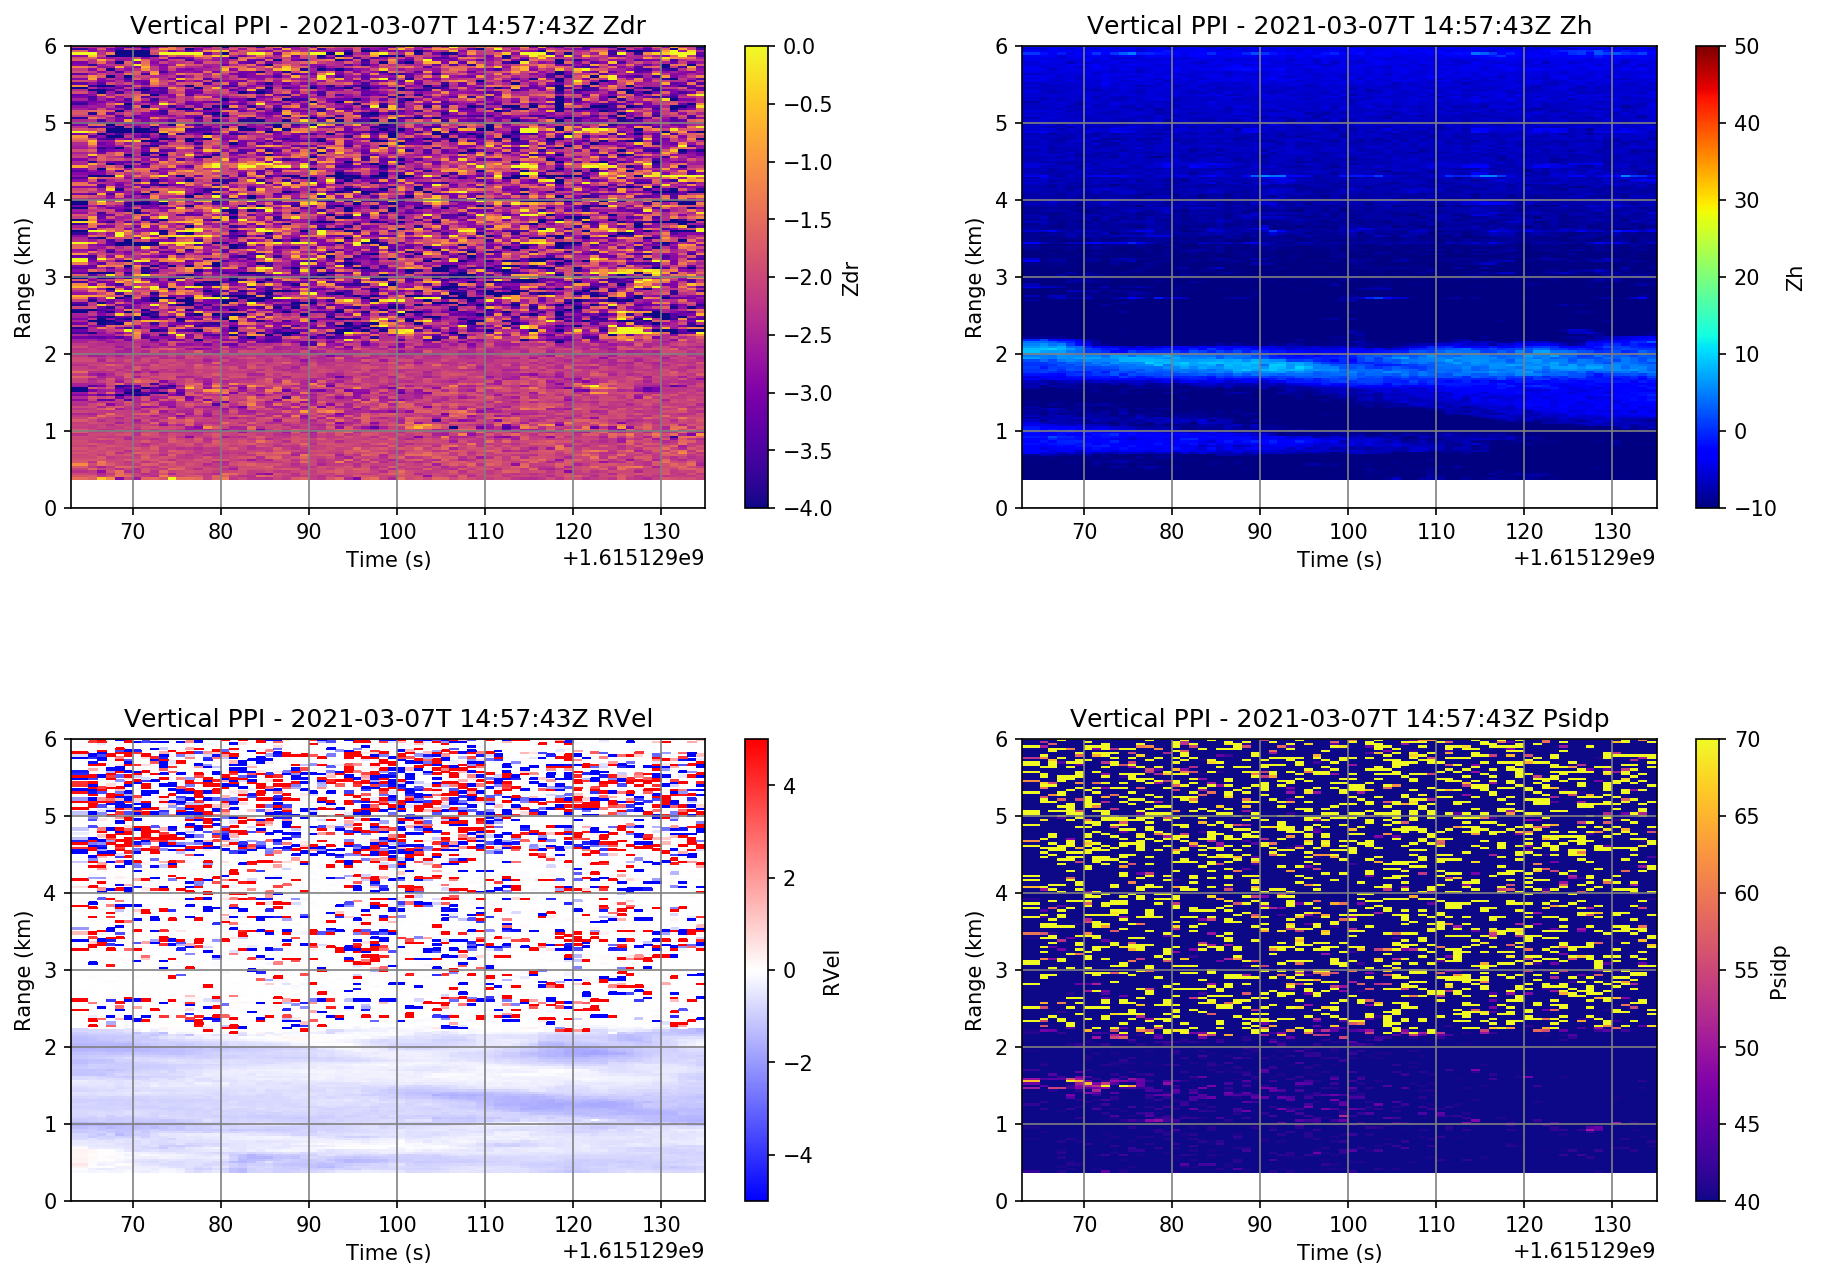 Vertical PPI - 2021-03-07T 14:57:43Z Zdr
6
5
4
3
2
1
0
Range (km)
70 80 90 100 110 120 130
Time (s)
+1.615129e9
0.0
−0.5
−1.0
−1.5
−2.0
−2.5
−3.0
−3.5
−4.0
Zdr
Vertical PPI - 2021-03-07T 14:57:43Z Zh
6
5
4
3
2
1
0
Range (km)
70 80 90 100 110 120 130
Time (s)
+1.615129e9
50
40
30
20
10
0
−10
Zh
Vertical PPI - 2021-03-07T 14:57:43Z RVel
6
5
4
3
2
1
0
Range (km)
70 80 90 100 110 120 130
Time (s)
+1.615129e9
4
2
0
−2
−4
RVel
Vertical PPI - 2021-03-07T 14:57:43Z Psidp
6
5
4
3
2
1
0
Range (km)
70 80 90 100 110 120 130
Time (s)
+1.615129e9
70
65
60
55
50
45
40
Psidp